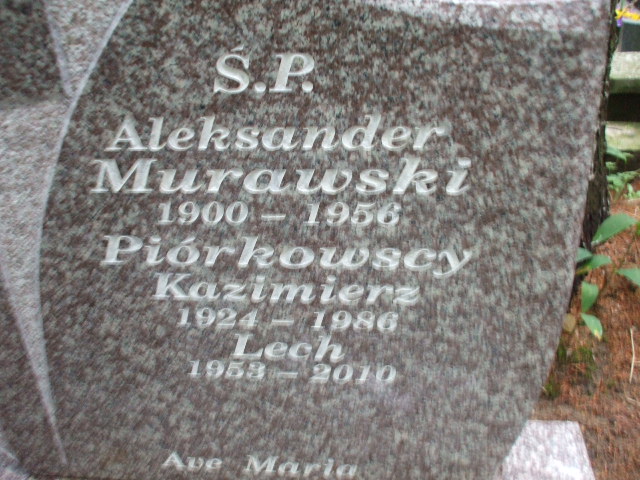 Ś.P.
Aleksander
Murawski
1900 – 1956
Piórkowscy
Kazimierz
1924 – 1986
Lech
1953 – 2010
Ave Maria